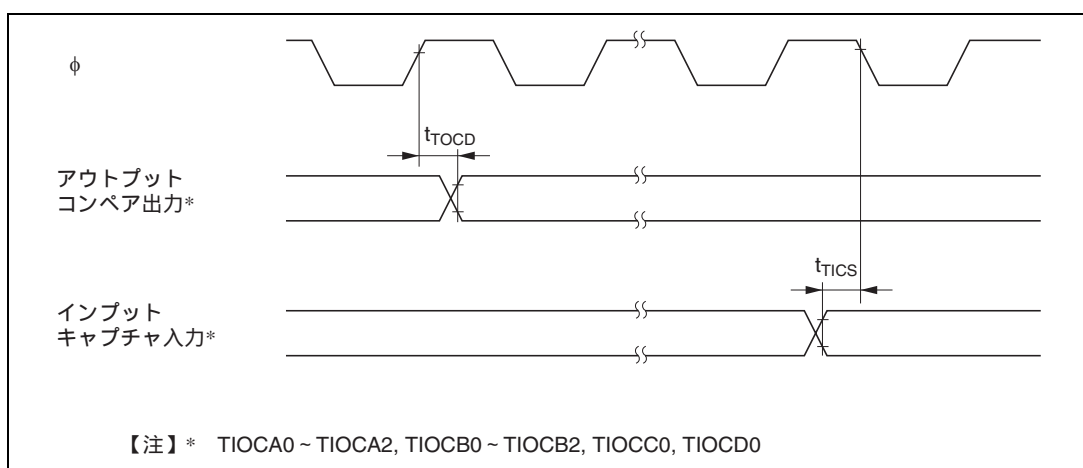 φ
tTOCD
アウトプット
コンペア出力*
tTICS
インプット
キャプチャ入力*
【注】* TIOCA0 ~ TIOCA2, TIOCB0 ~ TIOCB2, TIOCC0, TIOCD0